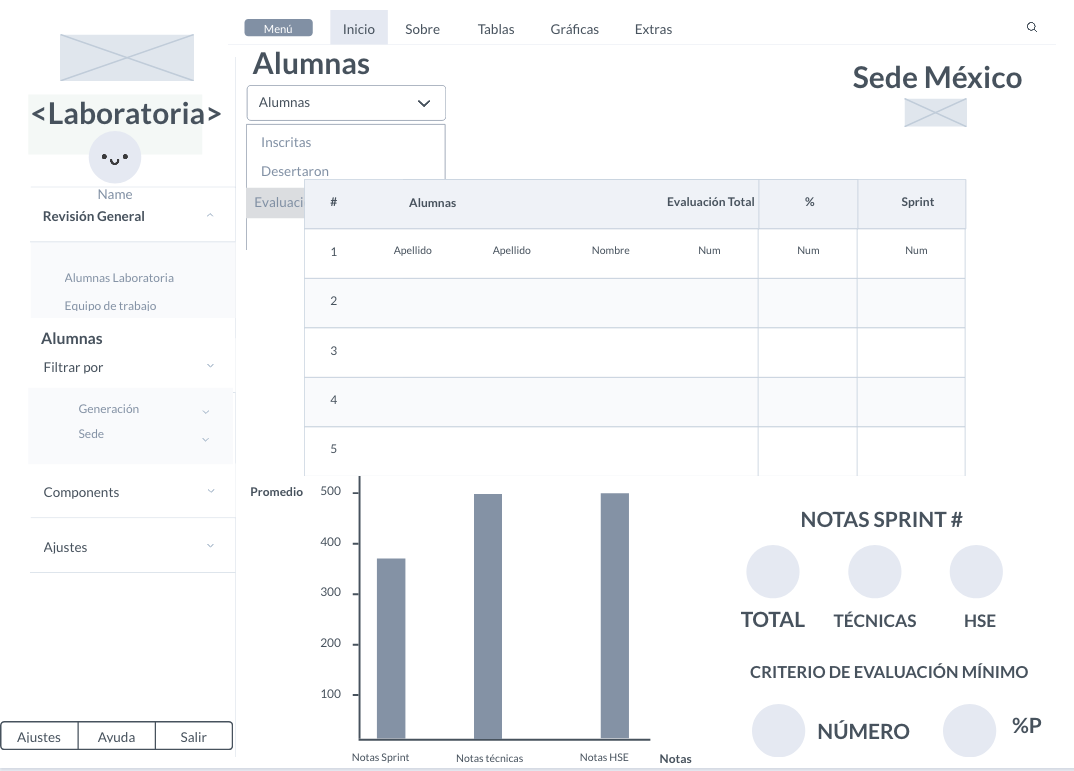 Menú Inicio Sobre Tablas Gráficas Extras
<Laboratoria>
Name
Revisión General
Alumnas Laboratoria
Equipo de trabajo
Alumnas
Filtrar por
Generación
Sede
Components
Ajustes
Ajustes Ayuda Salir
Alumnas
Sede México
Alumnas
Inscritas
Desertaron
Evaluaci
# Alumnas Evaluación Total % Sprint
1 Apellido Apellido Nombre Num Num Num
2
3
4
5
Promedio
500
400
300
200
100
Notas Sprint Notas técnicas Notas HSE Notas
NOTAS SPRINT #
TOTAL TÉCNICAS HSE
CRITERIO DE EVALUACIÓN MÍNIMO
NÚMERO %P